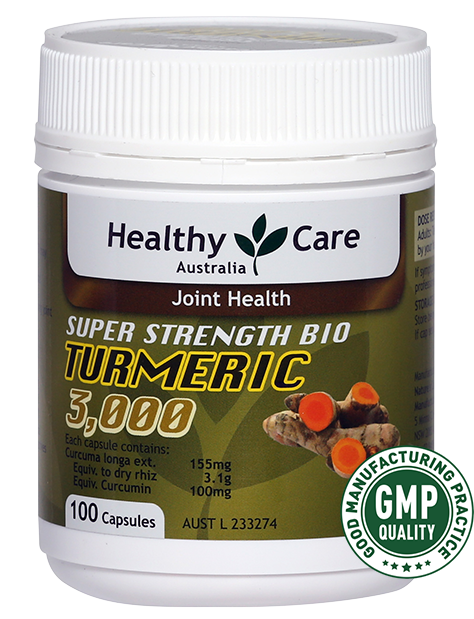 Healthy Care
Australia
Joint Health
SUPER STRENGTH BIO
TURMERIC
3,000
Each capsule contains:
Curcuma longa ext. 155mg
Equiv. to dry rhiz 3.1g
Equiv. Curcumin 100mg
100 Capsules
AUST L 233274
GOOD MANUFACTURING PRACTICE
GMP
QUALITY